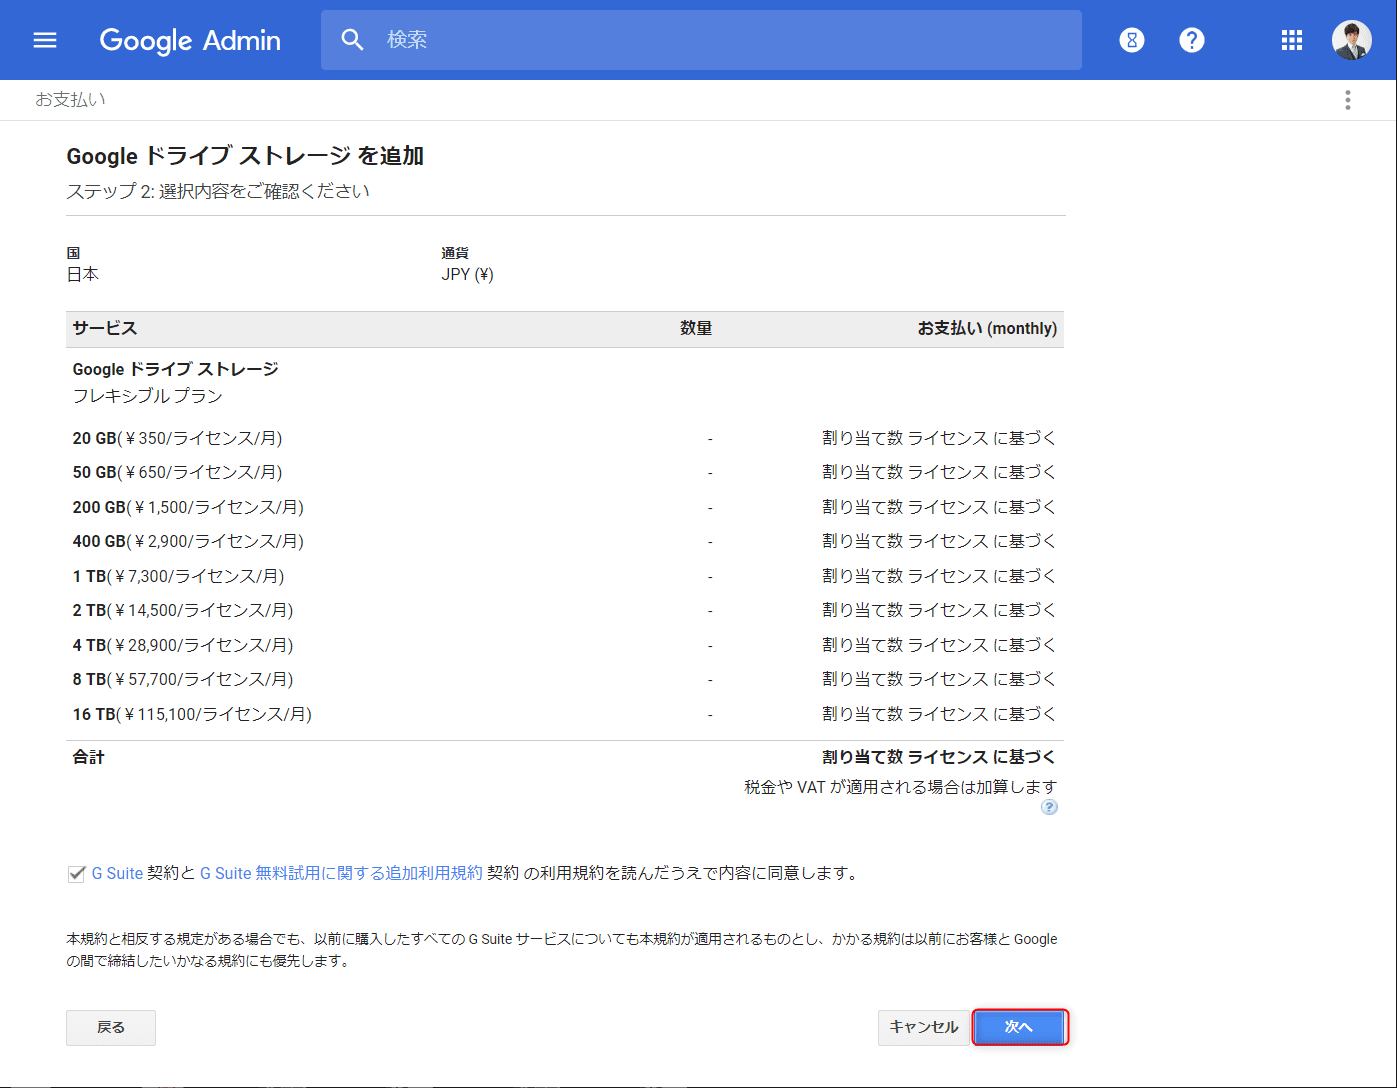 Google Admin
検索
お支払い
Google ドライブ ストレージ を追加
ステップ 2: 選択内容をご確認ください
国 通貨
日本 JPY (¥)
サービス 数量 お支払い (monthly)
Google ドライブ ストレージ
フレキシブル プラン
20 GB(¥350/ライセンス/月) - 割り当て数 ライセンス に基づく
50 GB(¥650/ライセンス/月) - 割り当て数 ライセンス に基づく
200 GB(¥1,500/ライセンス/月) - 割り当て数 ライセンス に基づく
400 GB(¥2,900/ライセンス/月) - 割り当て数 ライセンス に基づく
1 TB(¥7,300/ライセンス/月) - 割り当て数 ライセンス に基づく
2 TB(¥14,500/ライセンス/月) - 割り当て数 ライセンス に基づく
4 TB(¥28,900/ライセンス/月) - 割り当て数 ライセンス に基づく
8 TB(¥57,700/ライセンス/月) - 割り当て数 ライセンス に基づく
16 TB(¥115,100/ライセンス/月) - 割り当て数 ライセンス に基づく
合計 割り当て数 ライセンス に基づく
税金や VAT が適用される場合は加算します
?
G Suite 契約と G Suite 無料試用に関する追加利用規約 契約 の利用規約を読んだうえで内容に同意します。
本規約と相反する規定がある場合でも、以前に購入したすべての G Suite サービスについても本規約が適用されるものとし、かかる規約は以前にお客様と Google
の間で締結したいかなる規約にも優先します。
戻る キャンセル 次へ